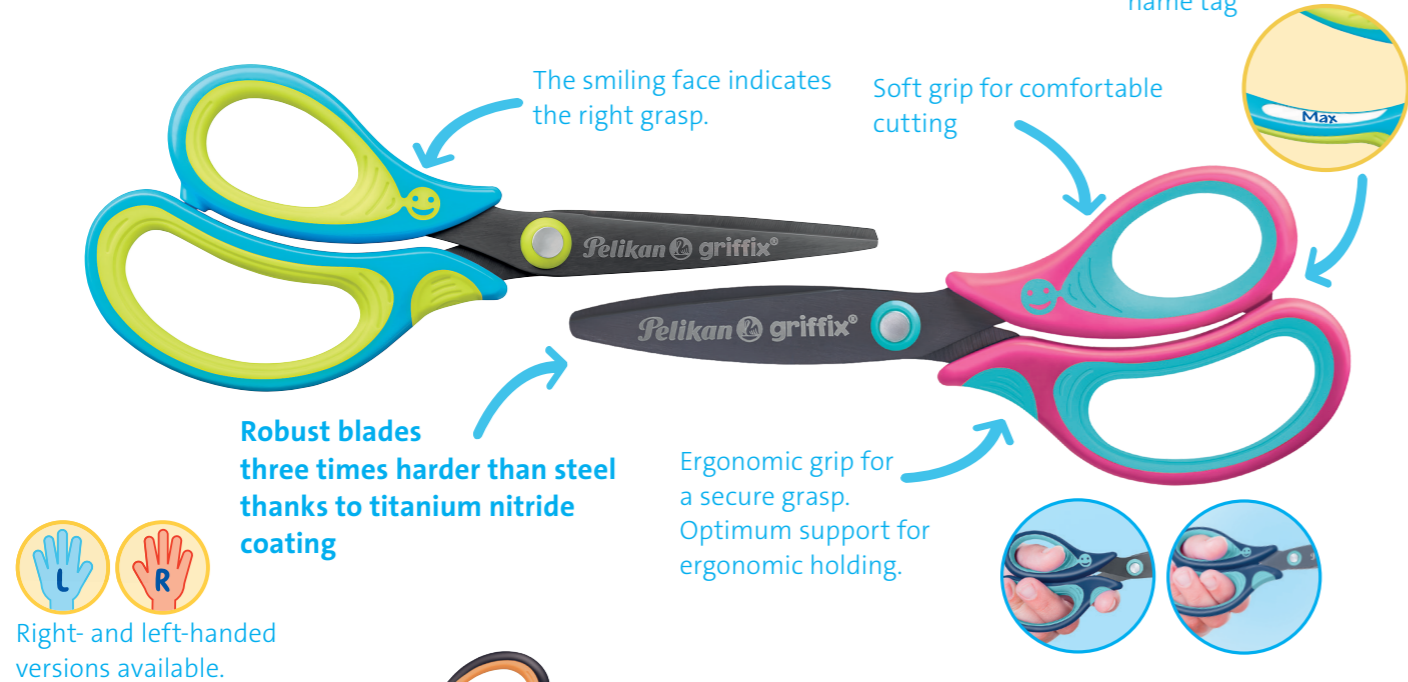 name tag
The smiling face indicates
the right grasp.
Soft grip for comfortable
cutting
Max
Pelikan griffix®
Pelikan griffix®
Robust blades
three times harder than steel
thanks to titanium nitride
coating
Ergonomic grip for
a secure grasp.
Optimum support for
ergonomic holding.
L
R
Right- and left-handed
versions available.